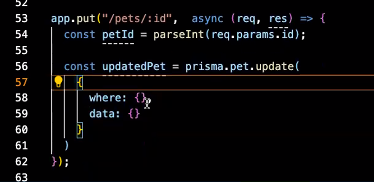 52
53 app.put("/pets/:id", async (req, res) => {
54 const petId = parseInt(req.params.id);
55
56 const updatedPet = prisma.pet.update(
57 {
58 where: {},
59 data: {}
60 }
61 )
62 });
63